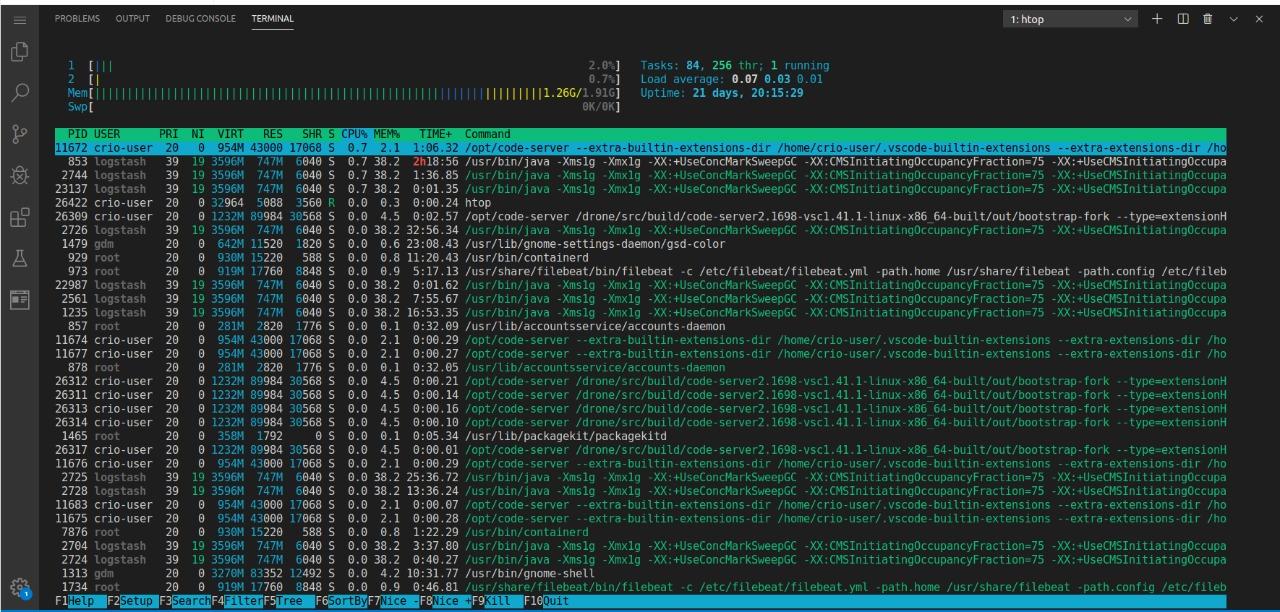 PROBLEMS OUTPUT DEBUG CONSOLE TERMINAL 1: htop
1 [||| 2.0%] Tasks: 84, 256 thr; 1 running
2 [| 0.7%] Load average: 0.07 0.03 0.01
Mem[||||||||||||||||||||||||||||||||||||||||||||||||||||||||||||||||||||1.26G/1.91G] Uptime: 21 days, 20:15:29
Swp[ 0K/0K]
PID USER PRI NI VIRT RES SHR S CPU% MEM% TIME+ Command
11672 crio-user 20 0 954M 43000 17068 S 0.7 2.1 1:06.32 /opt/code-server --extra-builtin-extensions-dir /home/crio-user/.vscode-builtin-extensions --extra-extensions-dir /ho
853 logstash 39 19 3596M 747M 6040 S 0.7 38.2 2h18:56 /usr/bin/java -Xms1g -Xmx1g -XX:+UseConcMarkSweepGC -XX:CMSInitiatingOccupancyFraction=75 -XX:+UseCMSInitiatingOccupa
2744 logstash 39 19 3596M 747M 6040 S 0.7 38.2 1:36.85 /usr/bin/java -Xms1g -Xmx1g -XX:+UseConcMarkSweepGC -XX:CMSInitiatingOccupancyFraction=75 -XX:+UseCMSInitiatingOccupa
23137 logstash 39 19 3596M 747M 6040 S 0.7 38.2 0:01.35 /usr/bin/java -Xms1g -Xmx1g -XX:+UseConcMarkSweepGC -XX:CMSInitiatingOccupancyFraction=75 -XX:+UseCMSInitiatingOccupa
26422 crio-user 20 0 32964 5088 3560 R 0.0 0.3 0:00.24 htop
26309 crio-user 20 0 1232M 89984 30568 S 0.0 4.5 0:02.57 /opt/code-server /drone/src/build/code-server2.1698-vsc1.41.1-linux-x86_64-built/out/bootstrap-fork --type=extensionH
2726 logstash 39 19 3596M 747M 6040 S 0.0 38.2 32:56.34 /usr/bin/java -Xms1g -Xmx1g -XX:+UseConcMarkSweepGC -XX:CMSInitiatingOccupancyFraction=75 -XX:+UseCMSInitiatingOccupa
1479 gdm 20 0 642M 11520 1820 S 0.0 0.6 23:08.43 /usr/lib/gnome-settings-daemon/gsd-color
929 root 20 0 930M 15220 588 S 0.0 0.8 11:20.43 /usr/bin/containerd
973 root 20 0 919M 17760 8848 S 0.0 0.9 5:17.13 /usr/share/filebeat/bin/filebeat -c /etc/filebeat/filebeat.yml -path.home /usr/share/filebeat -path.config /etc/fileb
22987 logstash 39 19 3596M 747M 6040 S 0.0 38.2 0:01.62 /usr/bin/java -Xms1g -Xmx1g -XX:+UseConcMarkSweepGC -XX:CMSInitiatingOccupancyFraction=75 -XX:+UseCMSInitiatingOccupa
2561 logstash 39 19 3596M 747M 6040 S 0.0 38.2 7:55.67 /usr/bin/java -Xms1g -Xmx1g -XX:+UseConcMarkSweepGC -XX:CMSInitiatingOccupancyFraction=75 -XX:+UseCMSInitiatingOccupa
1235 logstash 39 19 3596M 747M 6040 S 0.0 38.2 16:53.35 /usr/bin/java -Xms1g -Xmx1g -XX:+UseConcMarkSweepGC -XX:CMSInitiatingOccupancyFraction=75 -XX:+UseCMSInitiatingOccupa
857 root 20 0 281M 2820 1776 S 0.0 0.1 0:32.09 /usr/lib/accountsservice/accounts-daemon
11674 crio-user 20 0 954M 43000 17068 S 0.0 2.1 0:00.29 /opt/code-server --extra-builtin-extensions-dir /home/crio-user/.vscode-builtin-extensions --extra-extensions-dir /ho
11677 crio-user 20 0 954M 43000 17068 S 0.0 2.1 0:00.27 /opt/code-server --extra-builtin-extensions-dir /home/crio-user/.vscode-builtin-extensions --extra-extensions-dir /ho
878 root 20 0 281M 2820 1776 S 0.0 0.1 0:32.05 /usr/lib/accountsservice/accounts-daemon
26312 crio-user 20 0 1232M 89984 30568 S 0.0 4.5 0:00.21 /opt/code-server /drone/src/build/code-server2.1698-vsc1.41.1-linux-x86_64-built/out/bootstrap-fork --type=extensionH
26311 crio-user 20 0 1232M 89984 30568 S 0.0 4.5 0:00.14 /opt/code-server /drone/src/build/code-server2.1698-vsc1.41.1-linux-x86_64-built/out/bootstrap-fork --type=extensionH
26313 crio-user 20 0 1232M 89984 30568 S 0.0 4.5 0:00.16 /opt/code-server /drone/src/build/code-server2.1698-vsc1.41.1-linux-x86_64-built/out/bootstrap-fork --type=extensionH
26314 crio-user 20 0 1232M 89984 30568 S 0.0 4.5 0:00.10 /opt/code-server /drone/src/build/code-server2.1698-vsc1.41.1-linux-x86_64-built/out/bootstrap-fork --type=extensionH
1465 root 20 0 358M 1792 0 S 0.0 0.1 0:05.34 /usr/lib/packagekit/packagekitd
26317 crio-user 20 0 1232M 89984 30568 S 0.0 4.5 0:00.01 /opt/code-server /drone/src/build/code-server2.1698-vsc1.41.1-linux-x86_64-built/out/bootstrap-fork --type=extensionH
11676 crio-user 20 0 954M 43000 17068 S 0.0 2.1 0:00.29 /opt/code-server --extra-builtin-extensions-dir /home/crio-user/.vscode-builtin-extensions --extra-extensions-dir /ho
2725 logstash 39 19 3596M 747M 6040 S 0.0 38.2 25:36.72 /usr/bin/java -Xms1g -Xmx1g -XX:+UseConcMarkSweepGC -XX:CMSInitiatingOccupancyFraction=75 -XX:+UseCMSInitiatingOccupa
2728 logstash 39 19 3596M 747M 6040 S 0.0 38.2 13:36.24 /usr/bin/java -Xms1g -Xmx1g -XX:+UseConcMarkSweepGC -XX:CMSInitiatingOccupancyFraction=75 -XX:+UseCMSInitiatingOccupa
11683 crio-user 20 0 954M 43000 17068 S 0.0 2.1 0:00.07 /opt/code-server --extra-builtin-extensions-dir /home/crio-user/.vscode-builtin-extensions --extra-extensions-dir /ho
11675 crio-user 20 0 954M 43000 17068 S 0.0 2.1 0:00.28 /opt/code-server --extra-builtin-extensions-dir /home/crio-user/.vscode-builtin-extensions --extra-extensions-dir /ho
7876 root 20 0 930M 15220 588 S 0.0 0.8 1:22.29 /usr/bin/containerd
2704 logstash 39 19 3596M 747M 6040 S 0.0 38.2 3:37.80 /usr/bin/java -Xms1g -Xmx1g -XX:+UseConcMarkSweepGC -XX:CMSInitiatingOccupancyFraction=75 -XX:+UseCMSInitiatingOccupa
2724 logstash 39 19 3596M 747M 6040 S 0.0 38.2 0:40.27 /usr/bin/java -Xms1g -Xmx1g -XX:+UseConcMarkSweepGC -XX:CMSInitiatingOccupancyFraction=75 -XX:+UseCMSInitiatingOccupa
1313 gdm 20 0 3270M 83352 12492 S 0.0 4.2 10:31.77 /usr/bin/gnome-shell
1734 root 20 0 919M 17760 8848 S 0.0 0.9 0:46.81 /usr/share/filebeat/bin/filebeat -c /etc/filebeat/filebeat.yml -path.home /usr/share/filebeat -path.config /etc/fileb
F1Help F2Setup F3SearchF4FilterF5Tree F6SortByF7Nice -F8Nice +F9Kill F10Quit
1